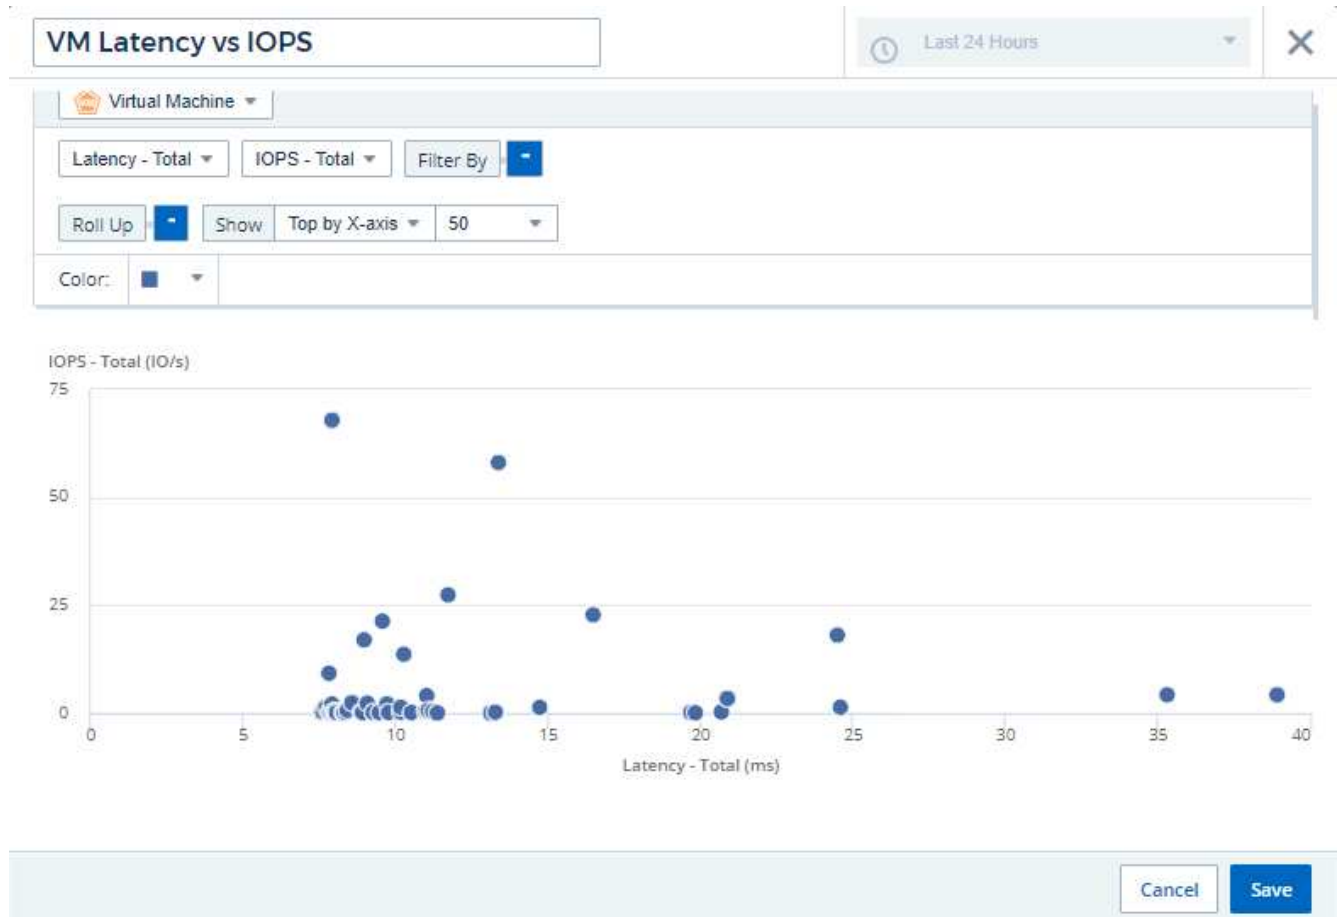 VM Latency vs IOPS
Last 24 Hours
Virtual Machine
Latency - Total
IOPS - Total
Filter By
-
Roll Up
-
Show
Top by X-axis
50
Color:
IOPS - Total (IO/s)
75
50
25
0
0 5 10 15 20 25 30 35 40
Latency - Total (ms)
Cancel
Save